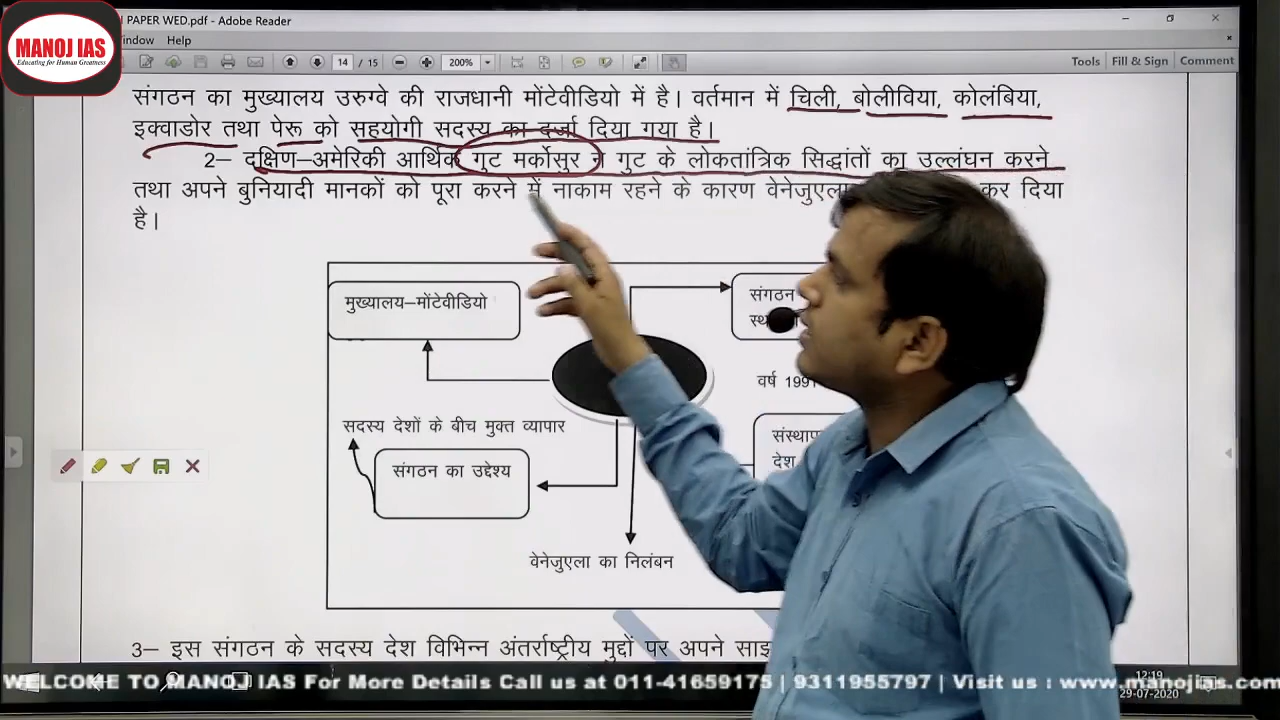 MANOJ IAS
Educating for Human Greatness
PAPER WED.pdf - Adobe Reader
indow Help
14 / 15 200% Tools Fill & Sign Comment
संगठन का मुख्यालय उरुग्वे की राजधानी मोंटेवीडियो में है। वर्तमान में चिली, बोलीविया, कोलंबिया,
इक्वाडोर तथा पेरू को सहयोगी सदस्य का दर्जा दिया गया है।
2– दक्षिण–अमेरिकी आर्थिक गुट मर्कोसुर ने गुट के लोकतांत्रिक सिद्धांतों का उल्लंघन करने
तथा अपने बुनियादी मानकों को पूरा करने में नाकाम रहने के कारण वेनेजुएला कर दिया
है।
मुख्यालय–मोंटेवीडियो
संगठन
वर्ष 1991
सदस्य देशों के बीच मुक्त व्यापार
संगठन का उद्देश्य
देश
वेनेजुएला का निलंबन
3– इस संगठन के सदस्य देश विभिन्न अंतर्राष्ट्रीय मुद्दों पर अपने
WELCOME TO MANOJ IAS For More Details Call us at 011-41659175 | 9311955797 | Visit us : www.manojias.com
12:19
29-07-2020